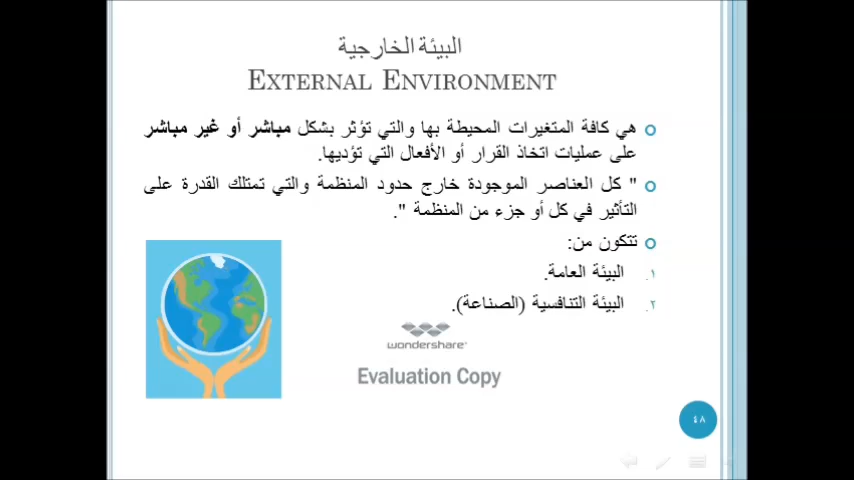 البيئة الخارجية
EXTERNAL ENVIRONMENT
هي كافة المتغيرات المحيطة بها والتي تؤثر بشكل مباشر أو غير مباشر
على عمليات اتخاذ القرار أو الأفعال التي تؤديها.
" كل العناصر الموجودة خارج حدود المنظمة والتي تمتلك القدرة على
التأثير في كل أو جزء من المنظمة ".
تتكون من:
١. البيئة العامة.
٢. البيئة التنافسية (الصناعة).
wondershare
Evaluation Copy
٤٨